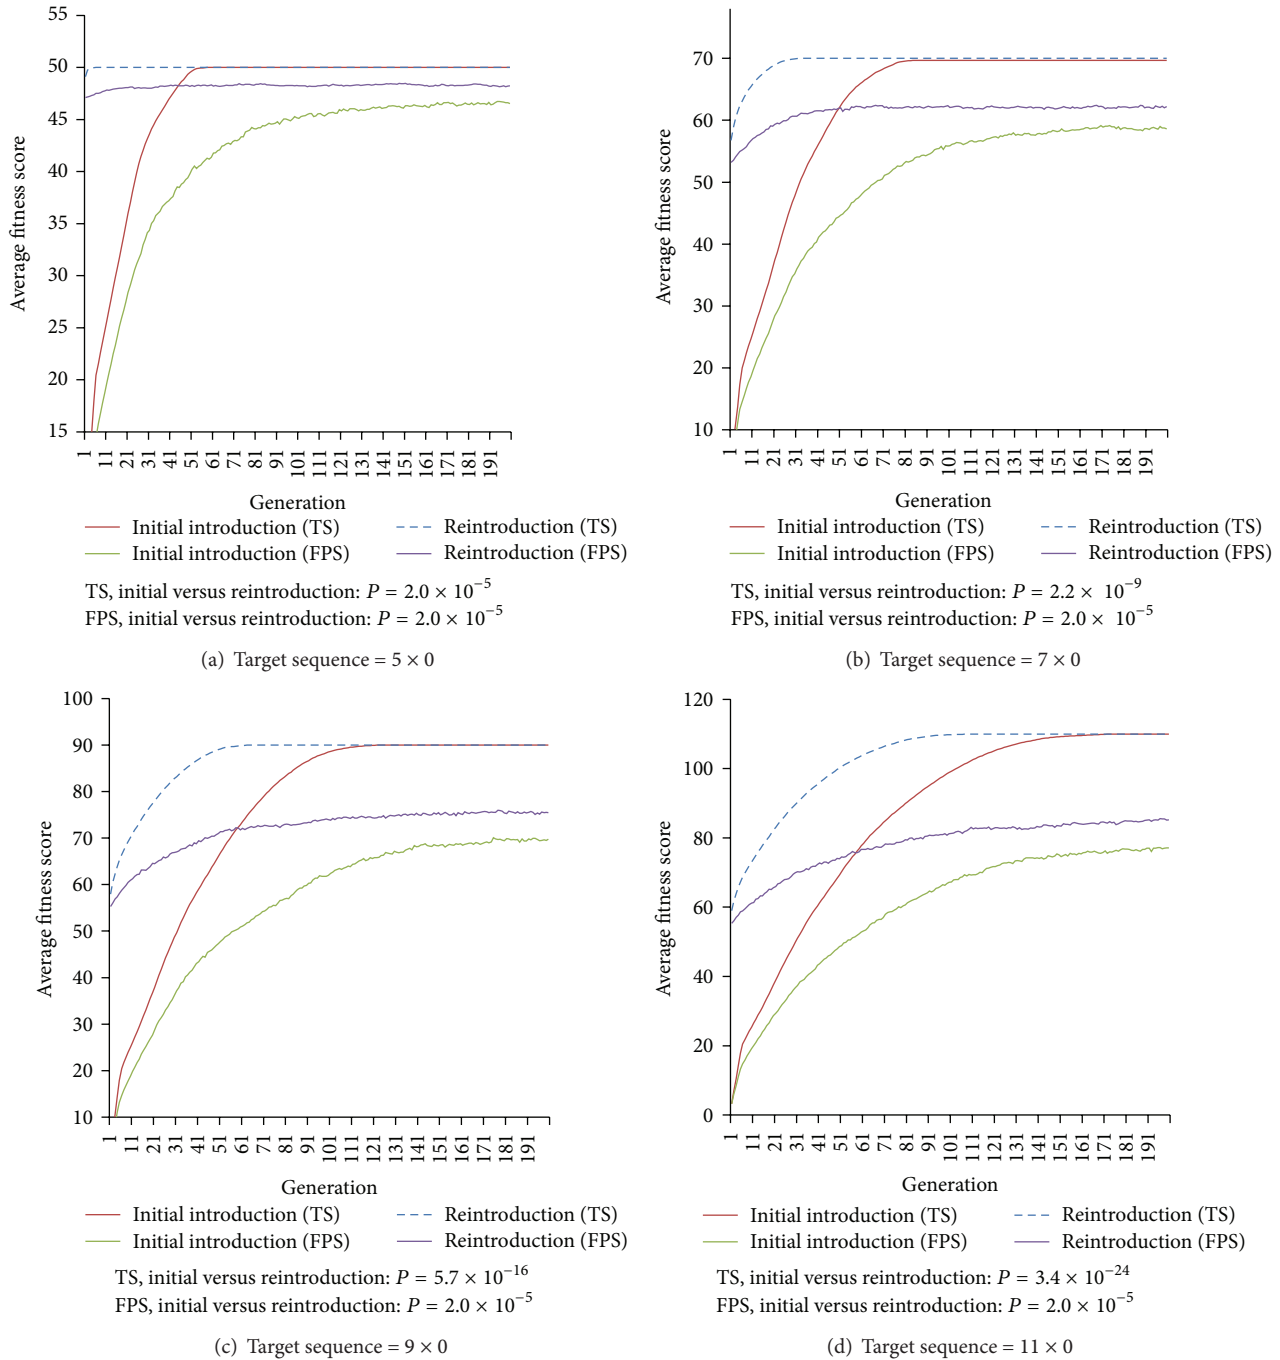 55
50
45
40
35
30
25
20
15
Average fitness score
1 11 21 31 41 51 61 71 81 91 101 111 121 131 141 151 161 171 181 191
Generation
Initial introduction (TS)
Reintroduction (TS)
Initial introduction (FPS)
Reintroduction (FPS)
TS, initial versus reintroduction: P = 2.0 × 10⁻⁵
FPS, initial versus reintroduction: P = 2.0 × 10⁻⁵
(a) Target sequence = 5 × 0
70
60
50
40
30
20
10
Average fitness score
1 11 21 31 41 51 61 71 81 91 101 111 121 131 141 151 161 171 181 191
Generation
Initial introduction (TS)
Reintroduction (TS)
Initial introduction (FPS)
Reintroduction (FPS)
TS, initial versus reintroduction: P = 2.2 × 10⁻⁹
FPS, initial versus reintroduction: P = 2.0 × 10⁻⁵
(b) Target sequence = 7 × 0
100
90
80
70
60
50
40
30
20
10
Average fitness score
1 11 21 31 41 51 61 71 81 91 101 111 121 131 141 151 161 171 181 191
Generation
Initial introduction (TS)
Reintroduction (TS)
Initial introduction (FPS)
Reintroduction (FPS)
TS, initial versus reintroduction: P = 5.7 × 10⁻¹⁶
FPS, initial versus reintroduction: P = 2.0 × 10⁻⁵
(c) Target sequence = 9 × 0
120
100
80
60
40
20
0
Average fitness score
1 11 21 31 41 51 61 71 81 91 101 111 121 131 141 151 161 171 181 191
Generation
Initial introduction (TS)
Reintroduction (TS)
Initial introduction (FPS)
Reintroduction (FPS)
TS, initial versus reintroduction: P = 3.4 × 10⁻²⁴
FPS, initial versus reintroduction: P = 2.0 × 10⁻⁵
(d) Target sequence = 11 × 0